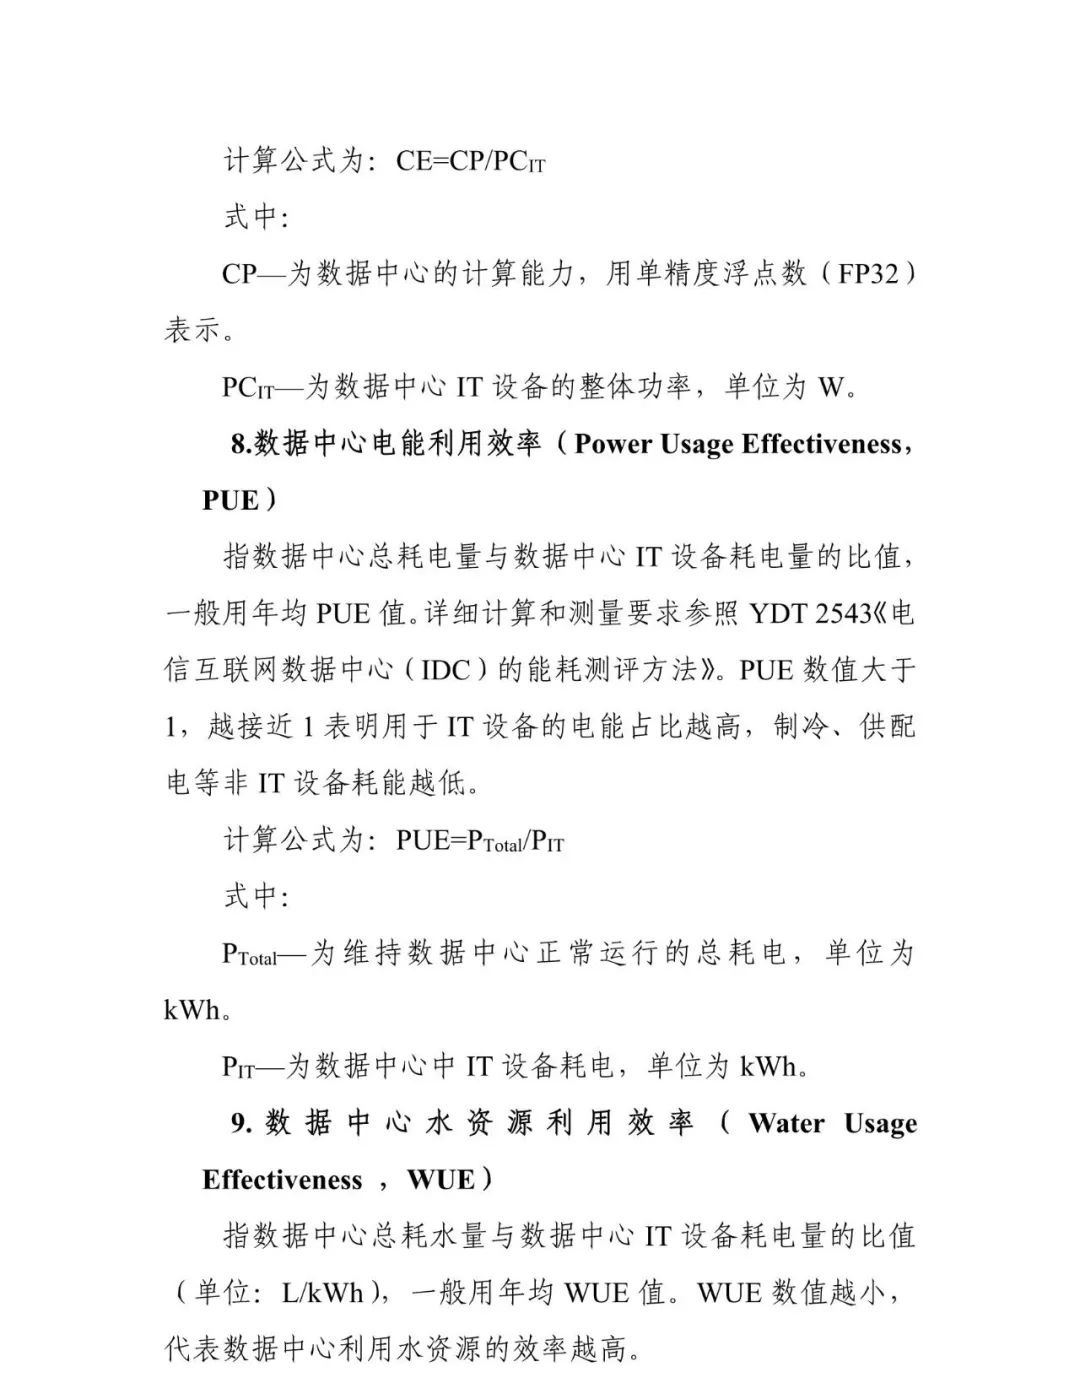 计算公式为：CE=CP/PCIT
式中：
CP—为数据中心的计算能力，用单精度浮点数（FP32）
表示。
PCIT—为数据中心 IT 设备的整体功率，单位为 W。
8.数据中心电能利用效率（Power Usage Effectiveness，
PUE）
指数据中心总耗电量与数据中心 IT 设备耗电量的比值，
一般用年均 PUE 值。详细计算和测量要求参照 YDT 2543《电
信互联网数据中心（IDC）的能耗测评方法》。PUE 数值大于
1，越接近 1 表明用于 IT 设备的电能占比越高，制冷、供配
电等非 IT 设备耗能越低。
计算公式为：PUE=PTotal/PIT
式中：
PTotal—为维持数据中心正常运行的总耗电，单位为
kWh。
PIT—为数据中心中 IT 设备耗电，单位为 kWh。
9. 数据中心水资源利用效率（ Water Usage
Effectiveness ，WUE）
指数据中心总耗水量与数据中心 IT 设备耗电量的比值
（单位：L/kWh），一般用年均 WUE 值。WUE 数值越小，
代表数据中心利用水资源的效率越高。